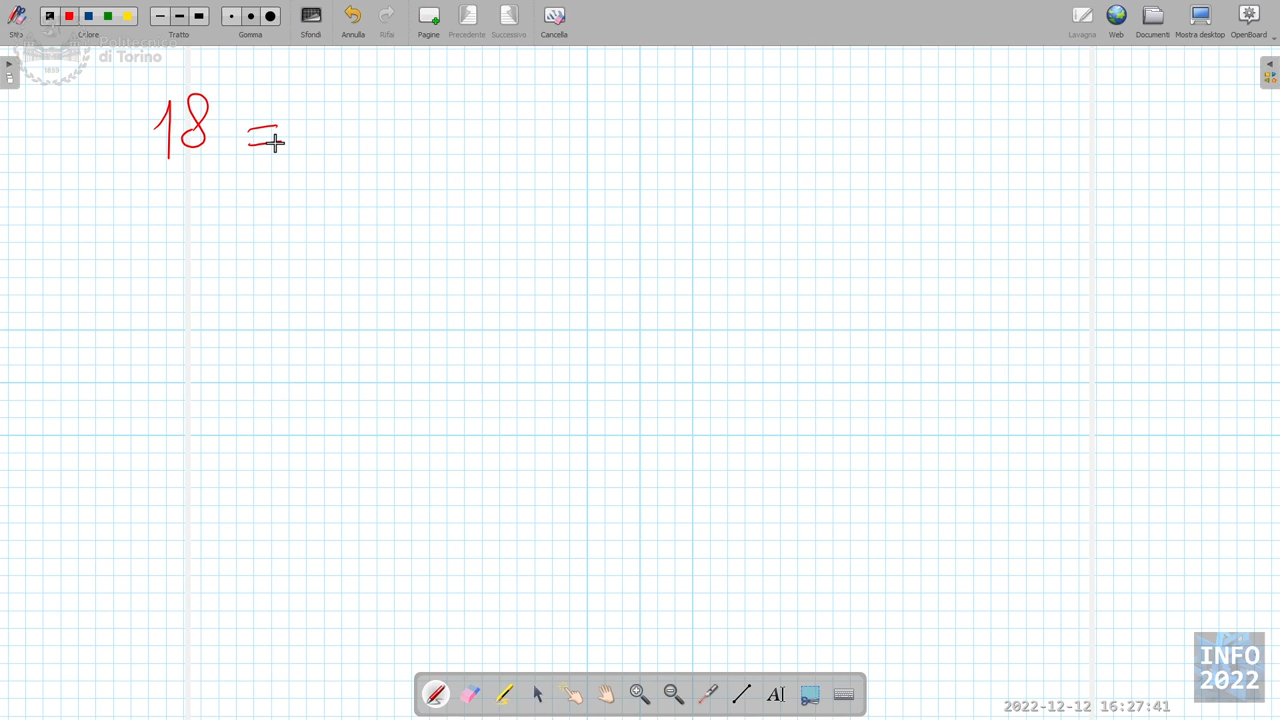 Stilo Colore Tratto Gomma Sfondi Annulla Rifai Pagine Precedente Successivo Cancella Lavagna Web Documenti Mostra desktop OpenBoard
Politecnico
di Torino
1859
18 =
INFO
2022
2022-12-12 16:27:41